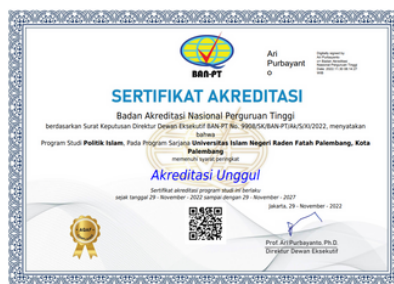 BAN-PT
Ari
Purbayant
o
SERTIFIKAT AKREDITASI
Badan Akreditasi Nasional Perguruan Tinggi
berdasarkan Surat Keputusan Direktur Dewan Eksekutif BAN-PT No. 9908/SK/BAN-PT/Ak/S/XI/2022, menyatakan
bahwa
Program Studi Politik Islam, Pada Program Sarjana Universitas Islam Negeri Raden Fatah Palembang, Kota
Palembang
memenuhi syarat peringkat
Akreditasi Unggul
Sertifikat akreditasi program studi ini berlaku
sejak tanggal 29 - November - 2022 sampai dengan 29 - November - 2027
Jakarta, 29 - November - 2022
Prof. Ari Purbayanto, Ph.D.
Direktur Dewan Eksekutif